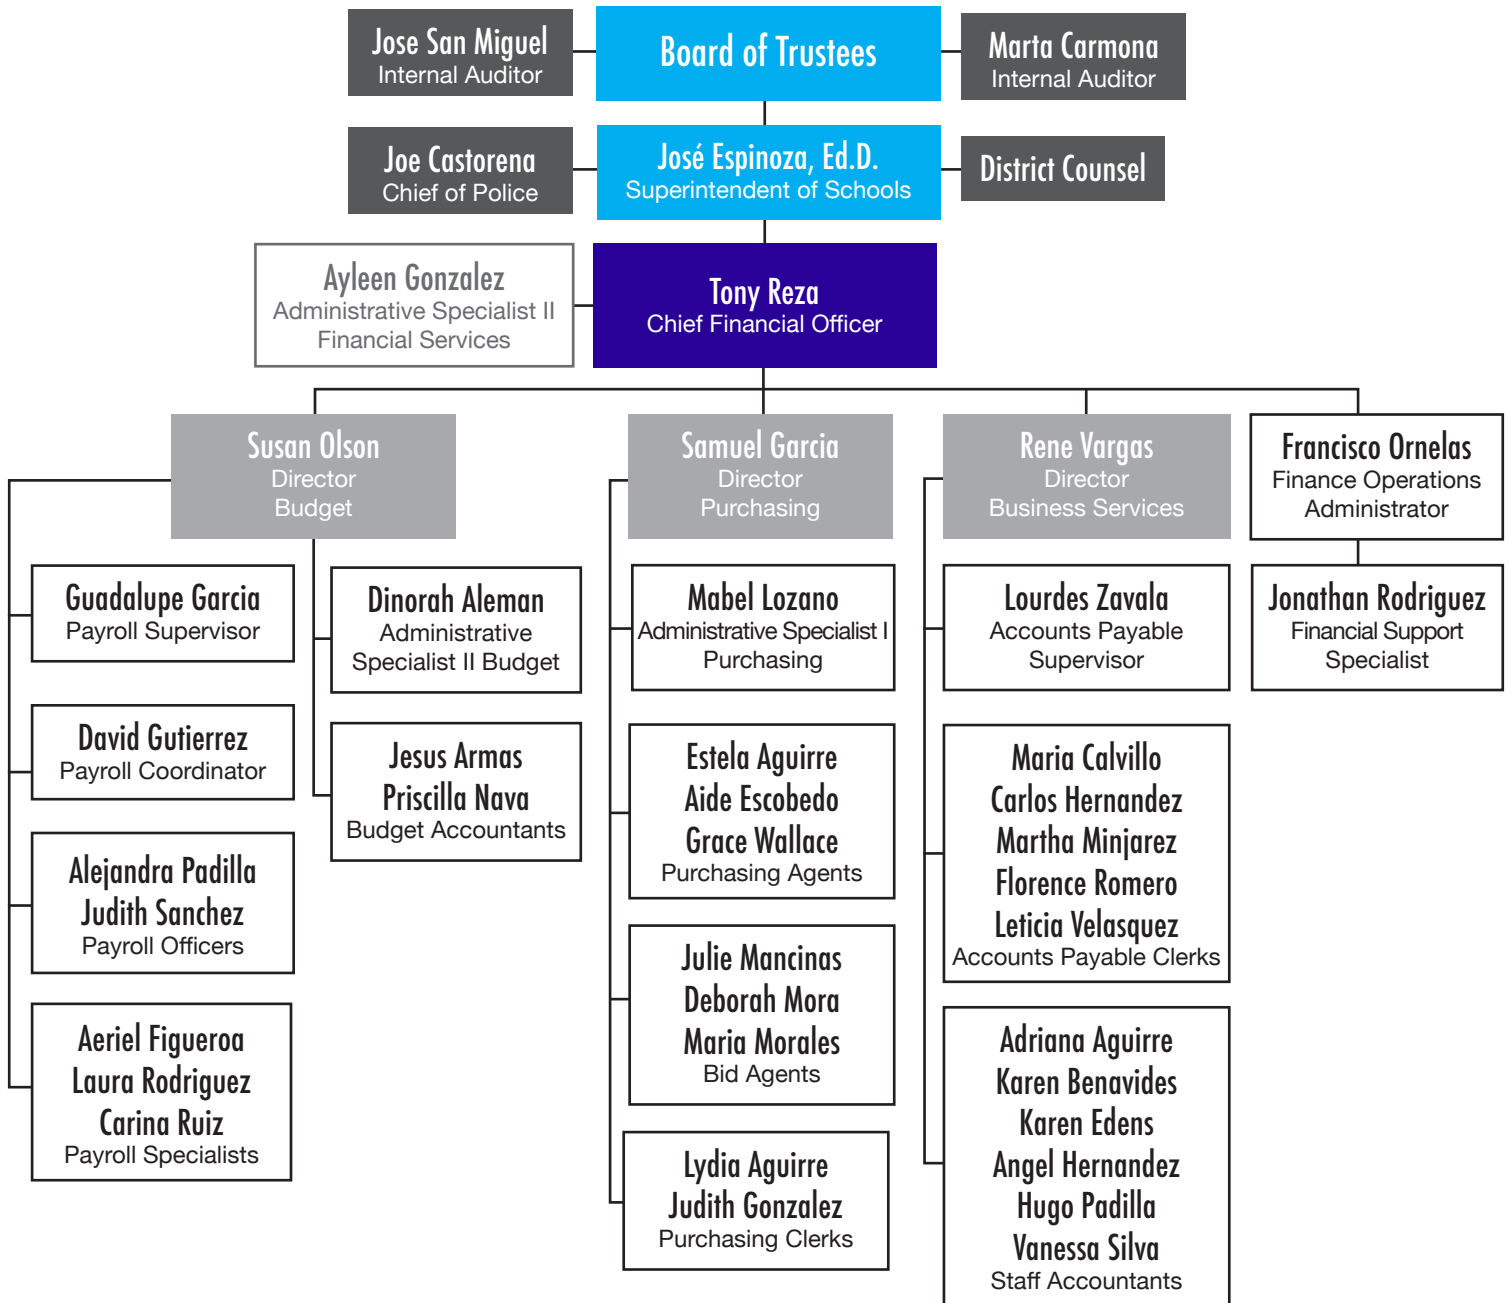 Jose San Miguel
Internal Auditor
Board of Trustees
Marta Carmona
Internal Auditor
Joe Castorena
Chief of Police
José Espinoza, Ed.D.
Superintendent of Schools
District Counsel
Ayleen Gonzalez
Administrative Specialist II
Financial Services
Tony Reza
Chief Financial Officer
Susan Olson
Director
Budget
Samuel Garcia
Director
Purchasing
Rene Vargas
Director
Business Services
Francisco Ornelas
Finance Operations
Administrator
Guadalupe Garcia
Payroll Supervisor
David Gutierrez
Payroll Coordinator
Alejandra Padilla
Judith Sanchez
Payroll Officers
Aeriel Figueroa
Laura Rodriguez
Carina Ruiz
Payroll Specialists
Dinorah Aleman
Administrative
Specialist II Budget
Jesus Armas
Priscilla Nava
Budget Accountants
Mabel Lozano
Administrative Specialist I
Purchasing
Estela Aguirre
Aide Escobedo
Grace Wallace
Purchasing Agents
Julie Mancinas
Deborah Mora
Maria Morales
Bid Agents
Lydia Aguirre
Judith Gonzalez
Purchasing Clerks
Lourdes Zavala
Accounts Payable
Supervisor
Maria Calvillo
Carlos Hernandez
Martha Minjarez
Florence Romero
Leticia Velasquez
Accounts Payable Clerks
Adriana Aguirre
Karen Benavides
Karen Edens
Angel Hernandez
Hugo Padilla
Vanessa Silva
Staff Accountants
Jonathan Rodriguez
Financial Support
Specialist